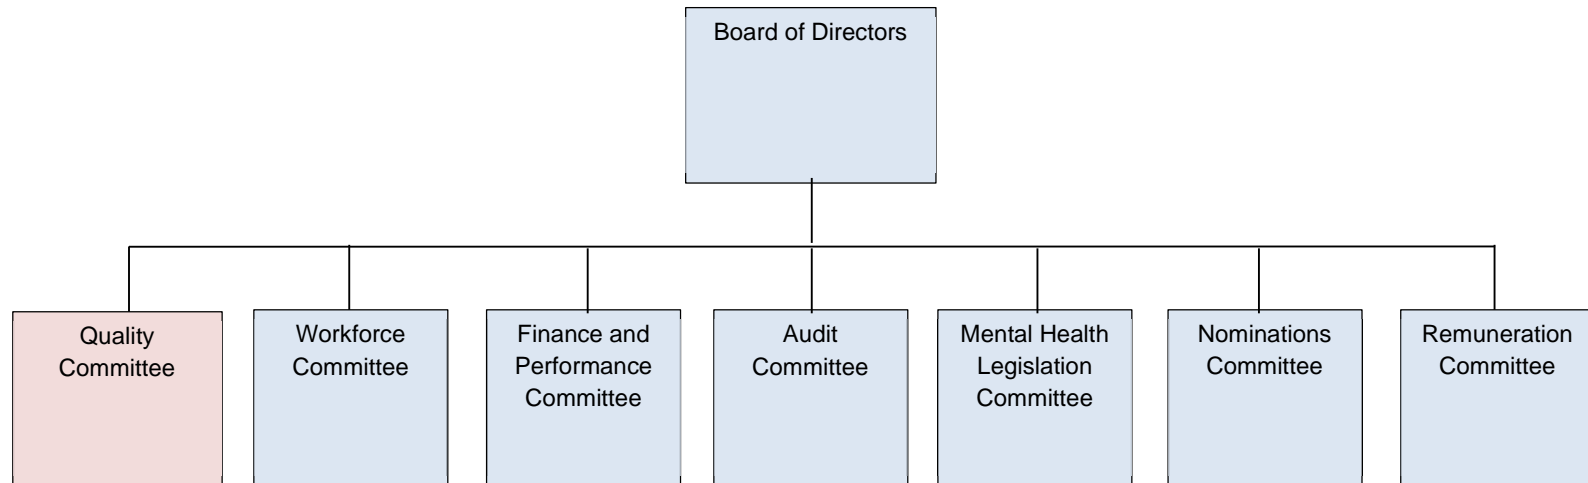 Board of Directors
Quality
Committee
Workforce
Committee
Finance and
Performance
Committee
Audit
Committee
Mental Health
Legislation
Committee
Nominations
Committee
Remuneration
Committee